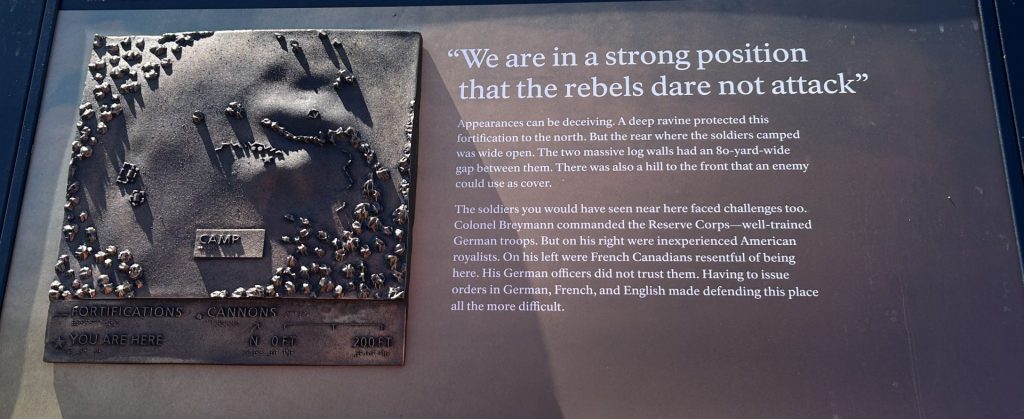 “We are in a strong position
that the rebels dare not attack”
Appearances can be deceiving. A deep ravine protected this
fortification to the north. But the rear where the soldiers camped
was wide open. The two massive log walls had an 80-yard-wide
gap between them. There was also a hill to the front that an enemy
could use as cover.
The soldiers you would have seen near here faced challenges too.
Colonel Breymann commanded the Reserve Corps—well-trained
German troops. But on his right were inexperienced American
royalists. On his left were French Canadians resentful of being
here. His German officers did not trust them. Having to issue
orders in German, French, and English made defending this place
all the more difficult.
CAMP
FORTIFICATIONS CANNONS
YOU ARE HERE N 0 FT 200 FT